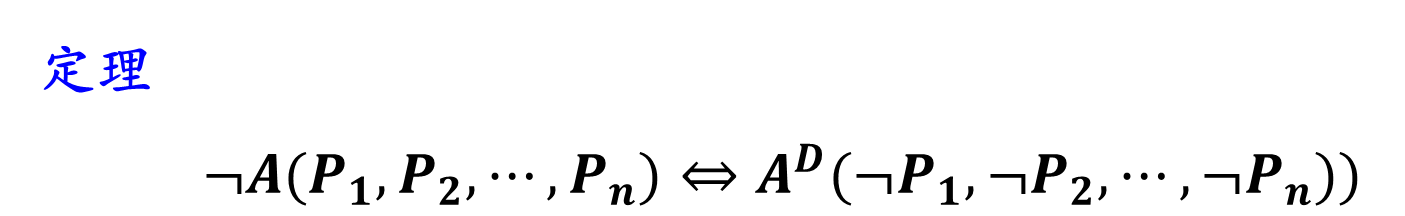 定理
¬A(P₁, P₂, ⋯, Pₙ) ⇔ Aᴰ(¬P₁, ¬P₂, ⋯, ¬Pₙ))